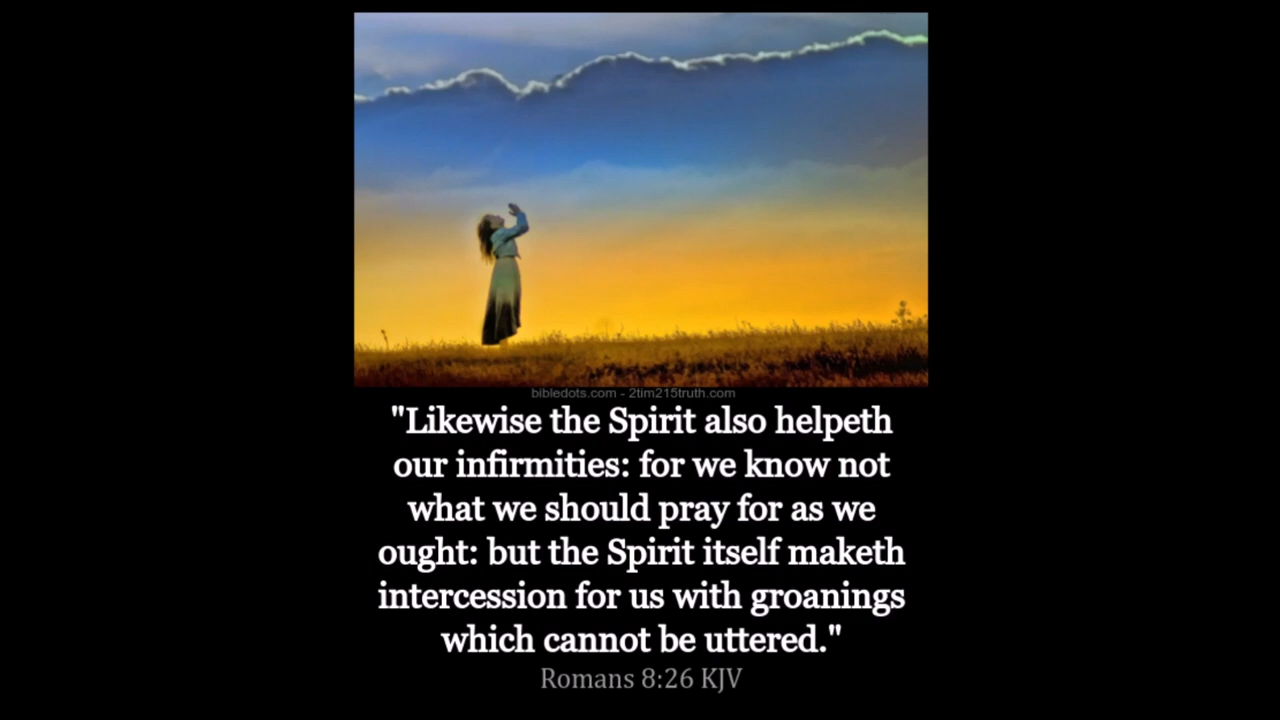 bibledots.com - 2tim215truth.com
"Likewise the Spirit also helpeth
our infirmities: for we know not
what we should pray for as we
ought: but the Spirit itself maketh
intercession for us with groanings
which cannot be uttered."
Romans 8:26 KJV